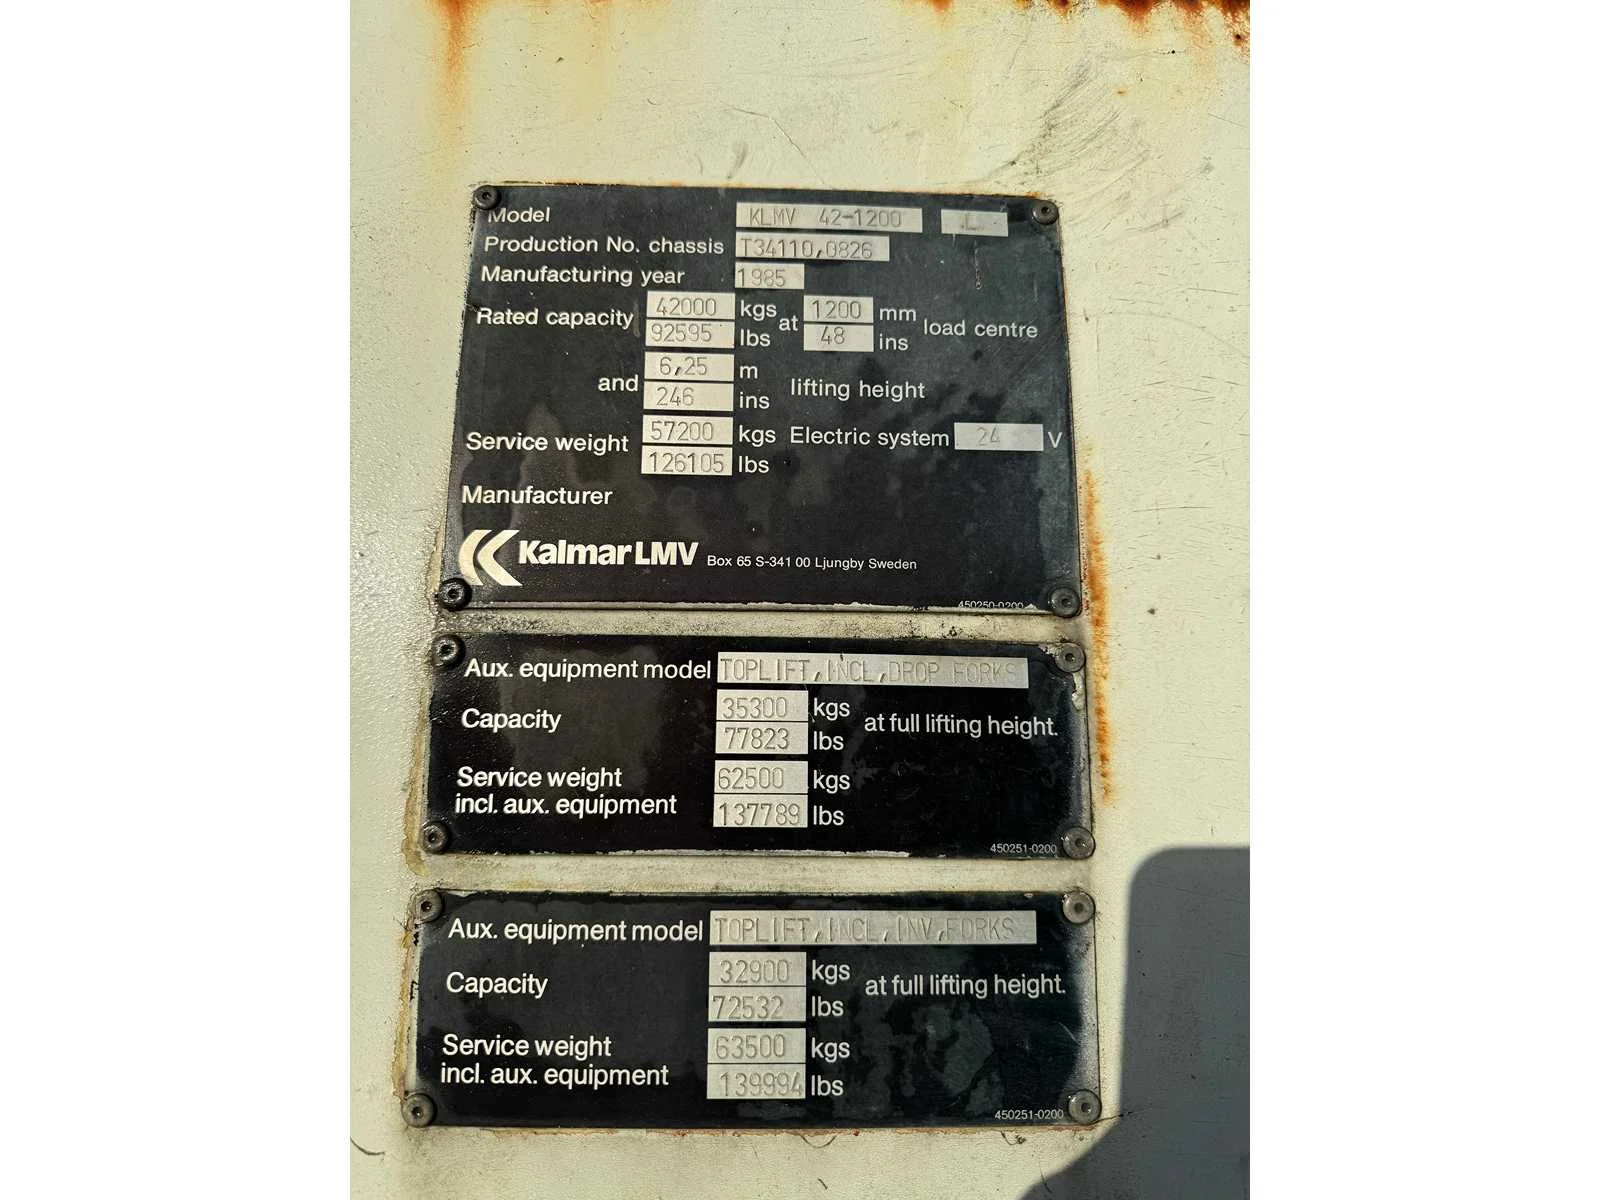 Model KLMV 42-1200 L
Production No. chassis T34110,0826
Manufacturing year 1985
Rated capacity 42000 kgs at 1200 mm load centre
92595 lbs 48 ins
and 6,25 m lifting height
246 ins
Service weight 57200 kgs Electric system 24 V
126105 lbs
Manufacturer
Kalmar LMV Box 65 S-341 00 Ljungby Sweden
450250-0200
Aux. equipment model TOPLIFT,INCL,DROP FORKS
Capacity 35300 kgs at full lifting height.
77823 lbs
Service weight 62500 kgs
incl. aux. equipment 137789 lbs
450251-0200
Aux. equipment model TOPLIFT,INCL,INV,FORKS
Capacity 32900 kgs at full lifting height.
72532 lbs
Service weight 63500 kgs
incl. aux. equipment 139994 lbs
450251-0200